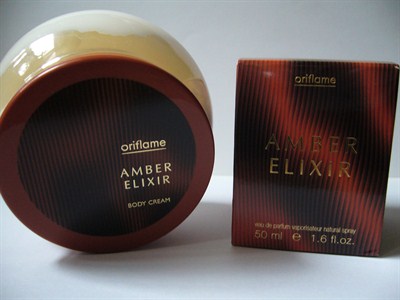 oriflame
AMBER
ELIXIR
BODY CREAM
oriflame
AMBER
ELIXIR
eau de parfum vaporisateur natural spray
50 ml e 1.6 fl.oz.